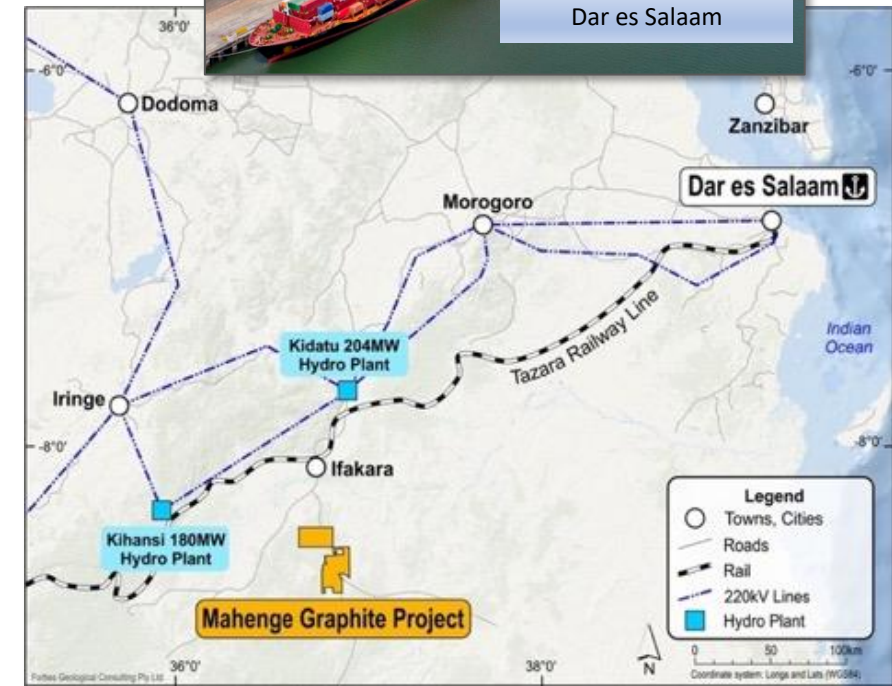 Dar es Salaam
36°0'
-6°0'
-6°0'
Dodoma
Zanzibar
Dar es Salaam
Morogoro
Tazara Railway Line
Indian
Ocean
Kidatu 204MW
Hydro Plant
Iringe
-8°0'
-8°0'
Ifakara
Kihansi 180MW
Hydro Plant
Mahenge Graphite Project
Legend
Towns, Cities
Roads
Rail
220kV Lines
Hydro Plant
N
0 50 100km
Coordinate system: Longs and Lats (WGS84)
36°0'
38°0'
Forbes Geological Consulting Pty Ltd